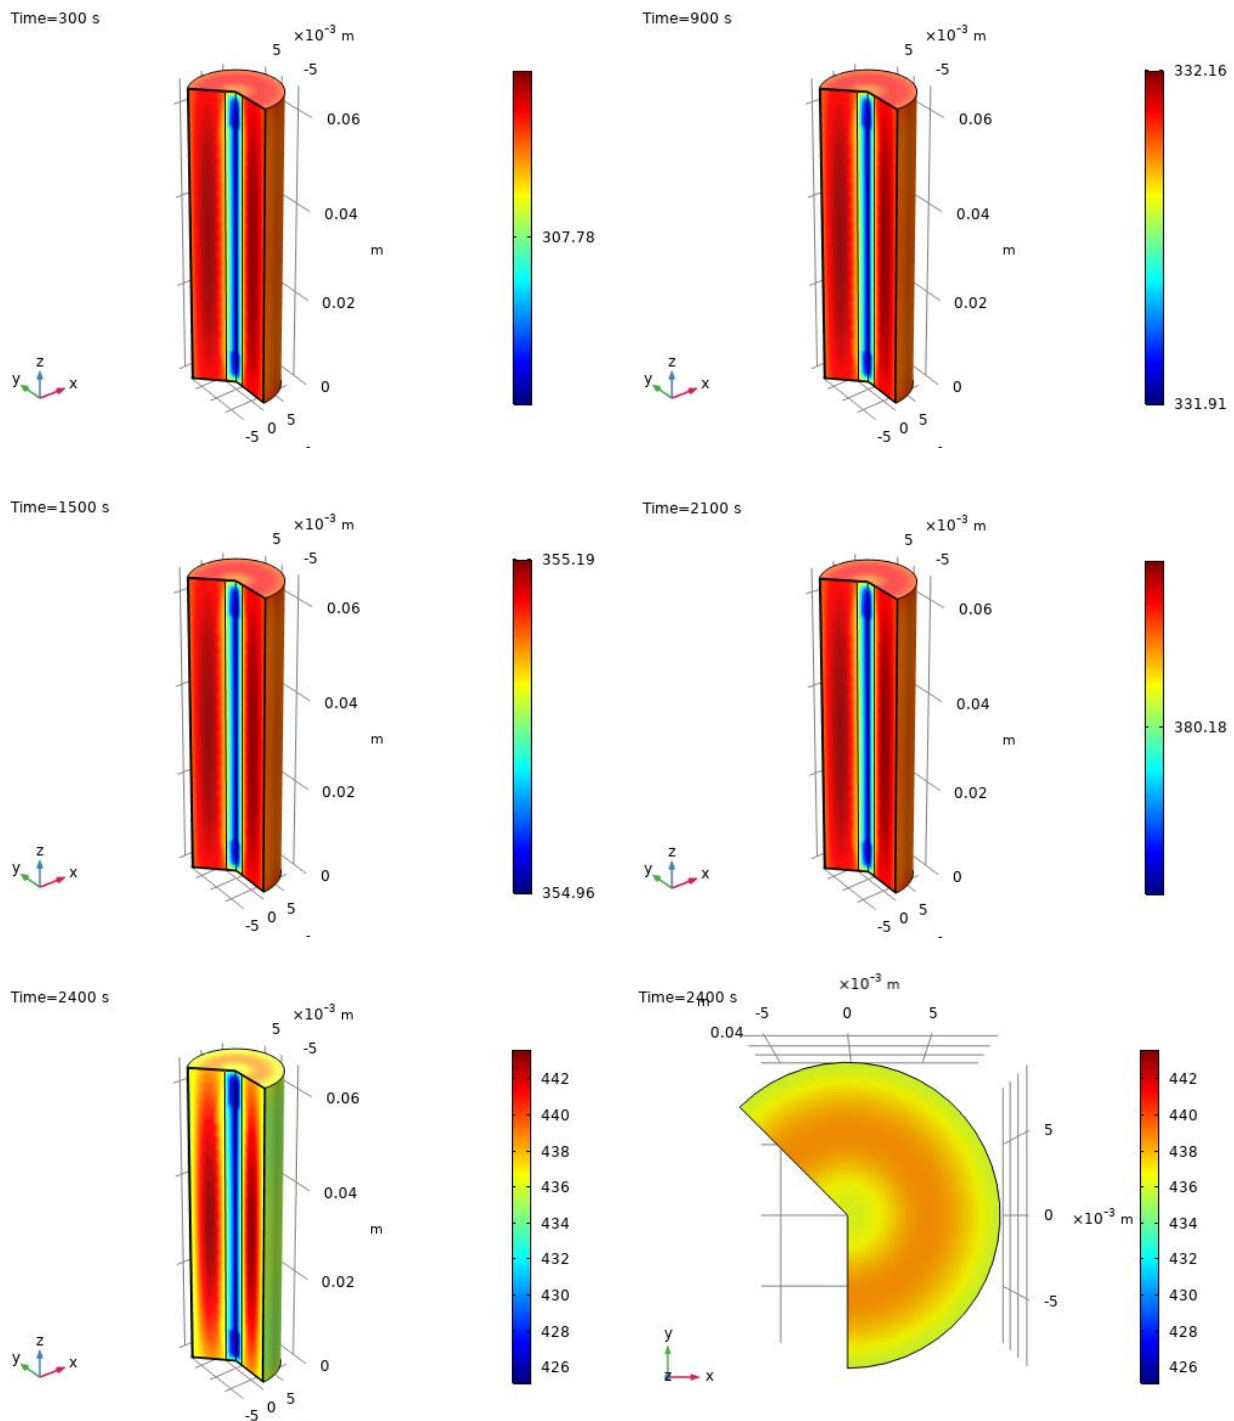 Time=300 s
×10⁻³ m
5
-5
0.06
0.04
307.78
m
0.02
z
y
x
0
5
0
-5
-
Time=900 s
×10⁻³ m
5
-5
332.16
0.06
0.04
m
0.02
z
y
x
0
331.91
5
0
-5
-
Time=1500 s
×10⁻³ m
5
-5
355.19
0.06
0.04
m
0.02
z
y
x
0
354.96
5
0
-5
-
Time=2100 s
×10⁻³ m
5
-5
0.06
0.04
380.18
m
0.02
z
y
x
0
5
0
-5
-
Time=2400 s
×10⁻³ m
5
-5
442
0.06
440
438
0.04
436
434
m
432
0.02
430
428
z
y
x
0
426
5
0
-5
Time=2400 s
×10⁻³ m
m
-5
0
5
0.04
442
440
5
438
436
0
×10⁻³ m
434
432
-5
430
428
y
z
x
426